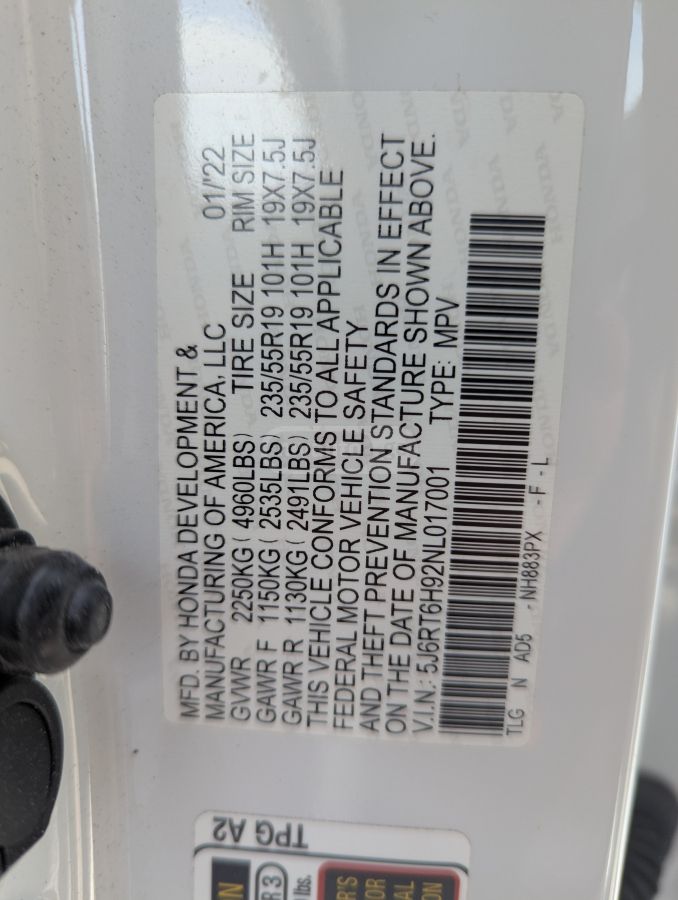 MFD. BY HONDA DEVELOPMENT &
MANUFACTURING OF AMERICA, LLC 01/'22
GVWR 2250KG ( 4960LBS) TIRE SIZE RIM SIZE
GAWR F 1150KG ( 2535LBS) 235/55R19 101H 19X7.5J
GAWR R 1130KG ( 2491LBS) 235/55R19 101H 19X7.5J
THIS VEHICLE CONFORMS TO ALL APPLICABLE
FEDERAL MOTOR VEHICLE SAFETY
AND THEFT PREVENTION STANDARDS IN EFFECT
ON THE DATE OF MANUFACTURE SHOWN ABOVE.
V.I.N.: 5J6RT6H92NL017001 TYPE: MPV
TLG N AD5 -NH883PX -F-L
TPG A2
lbs.